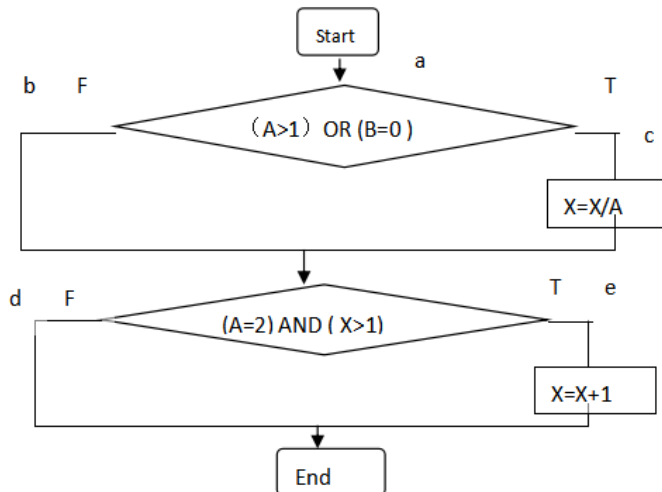 Start
a
b F T
（A>1）OR (B=0 )
c
X=X/A
d F T e
(A=2) AND ( X>1)
X=X+1
End